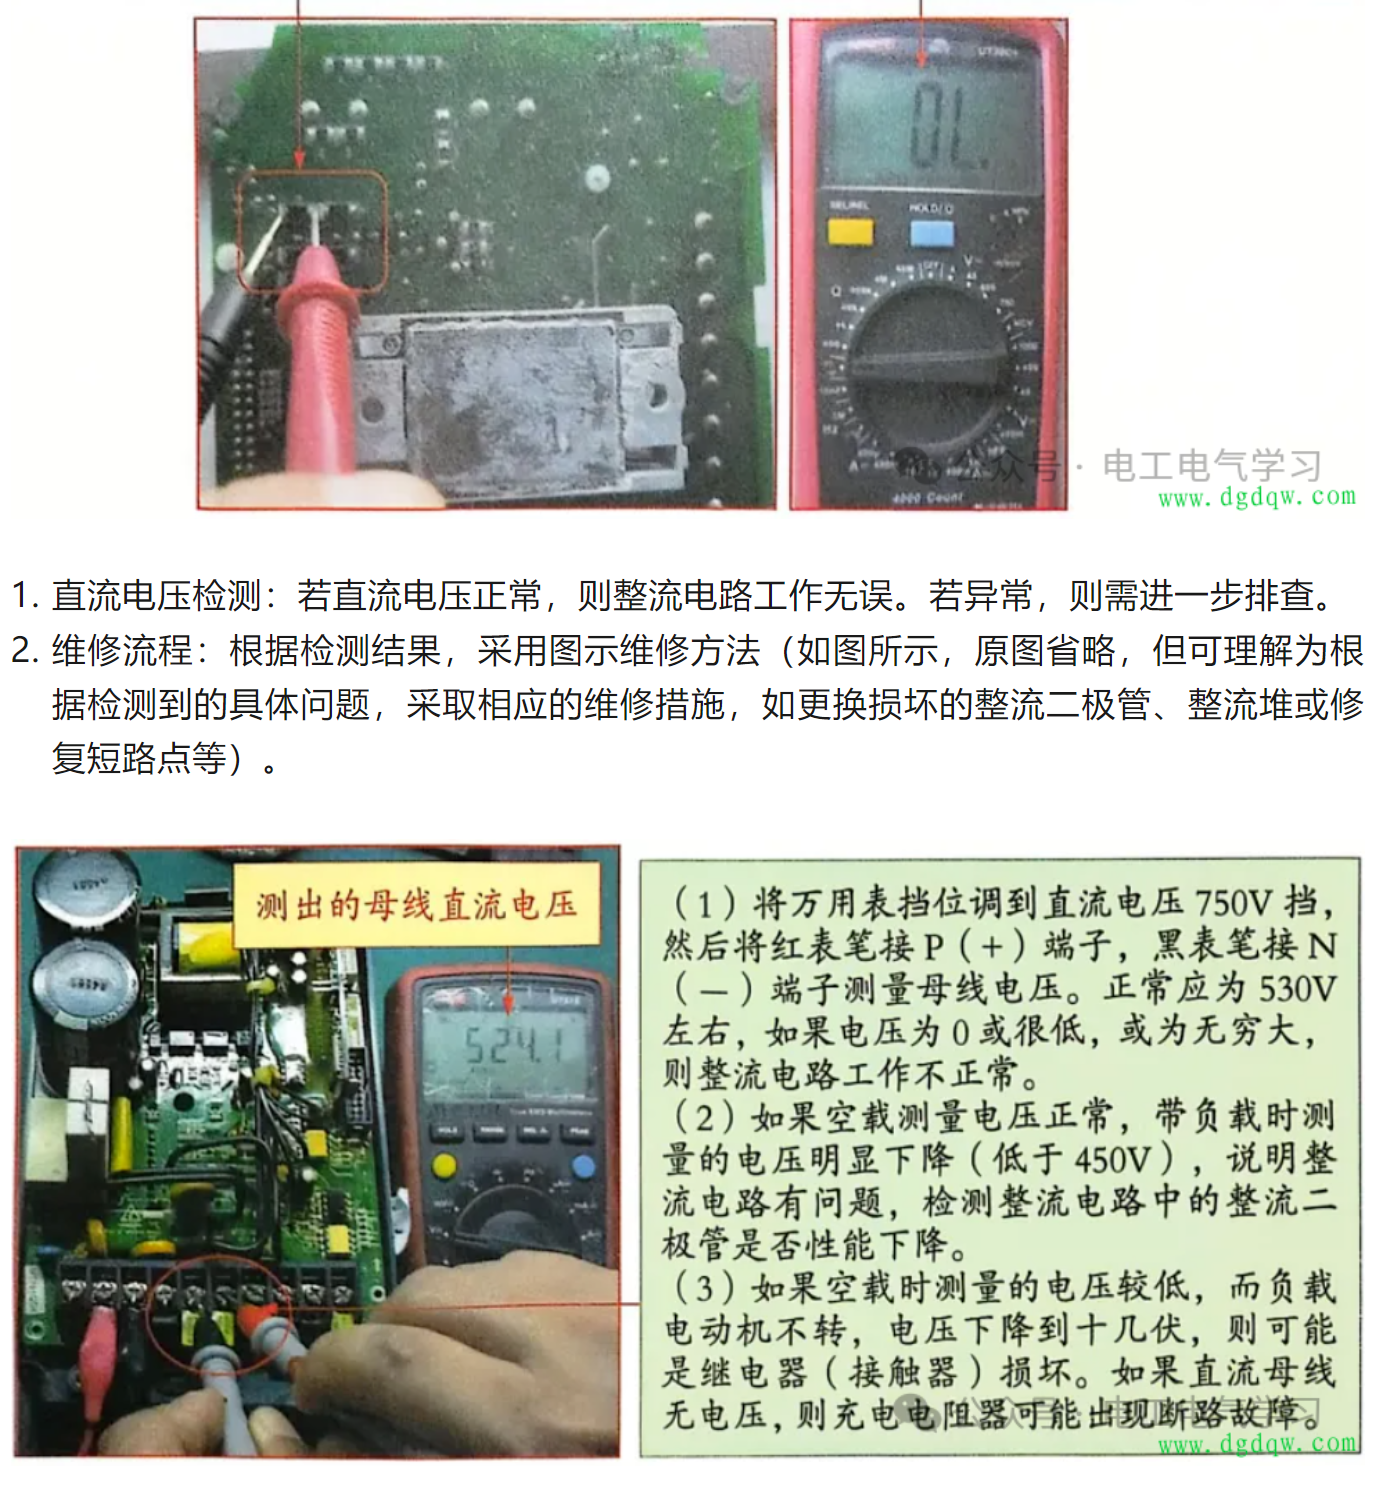 OL
SEL/REL
HOLD/
4000 Count
公众号 · 电工电气学习
www.dgdqw.com
1. 直流电压检测：若直流电压正常，则整流电路工作无误。若异常，则需进一步排查。
2. 维修流程：根据检测结果，采用图示维修方法（如图所示，原图省略，但可理解为根
据检测到的具体问题，采取相应的维修措施，如更换损坏的整流二极管、整流堆或修
复短路点等）。
测出的母线直流电压
524.1
（1）将万用表挡位调到直流电压 750V 挡，
然后将红表笔接 P（+）端子，黑表笔接 N
（—）端子测量母线电压。正常应为 530V
左右，如果电压为 0 或很低，或为无穷大，
则整流电路工作不正常。
（2）如果空载测量电压正常，带负载时测
量的电压明显下降（低于 450V），说明整
流电路有问题，检测整流电路中的整流二
极管是否性能下降。
（3）如果空载时测量的电压较低，而负载
电动机不转，电压下降到十几伏，则可能
是继电器（接触器）损坏。如果直流母线
无电压，则充电电阻器可能出现断路故障。
公众号 · 电工电气学习
www.dgdqw.com